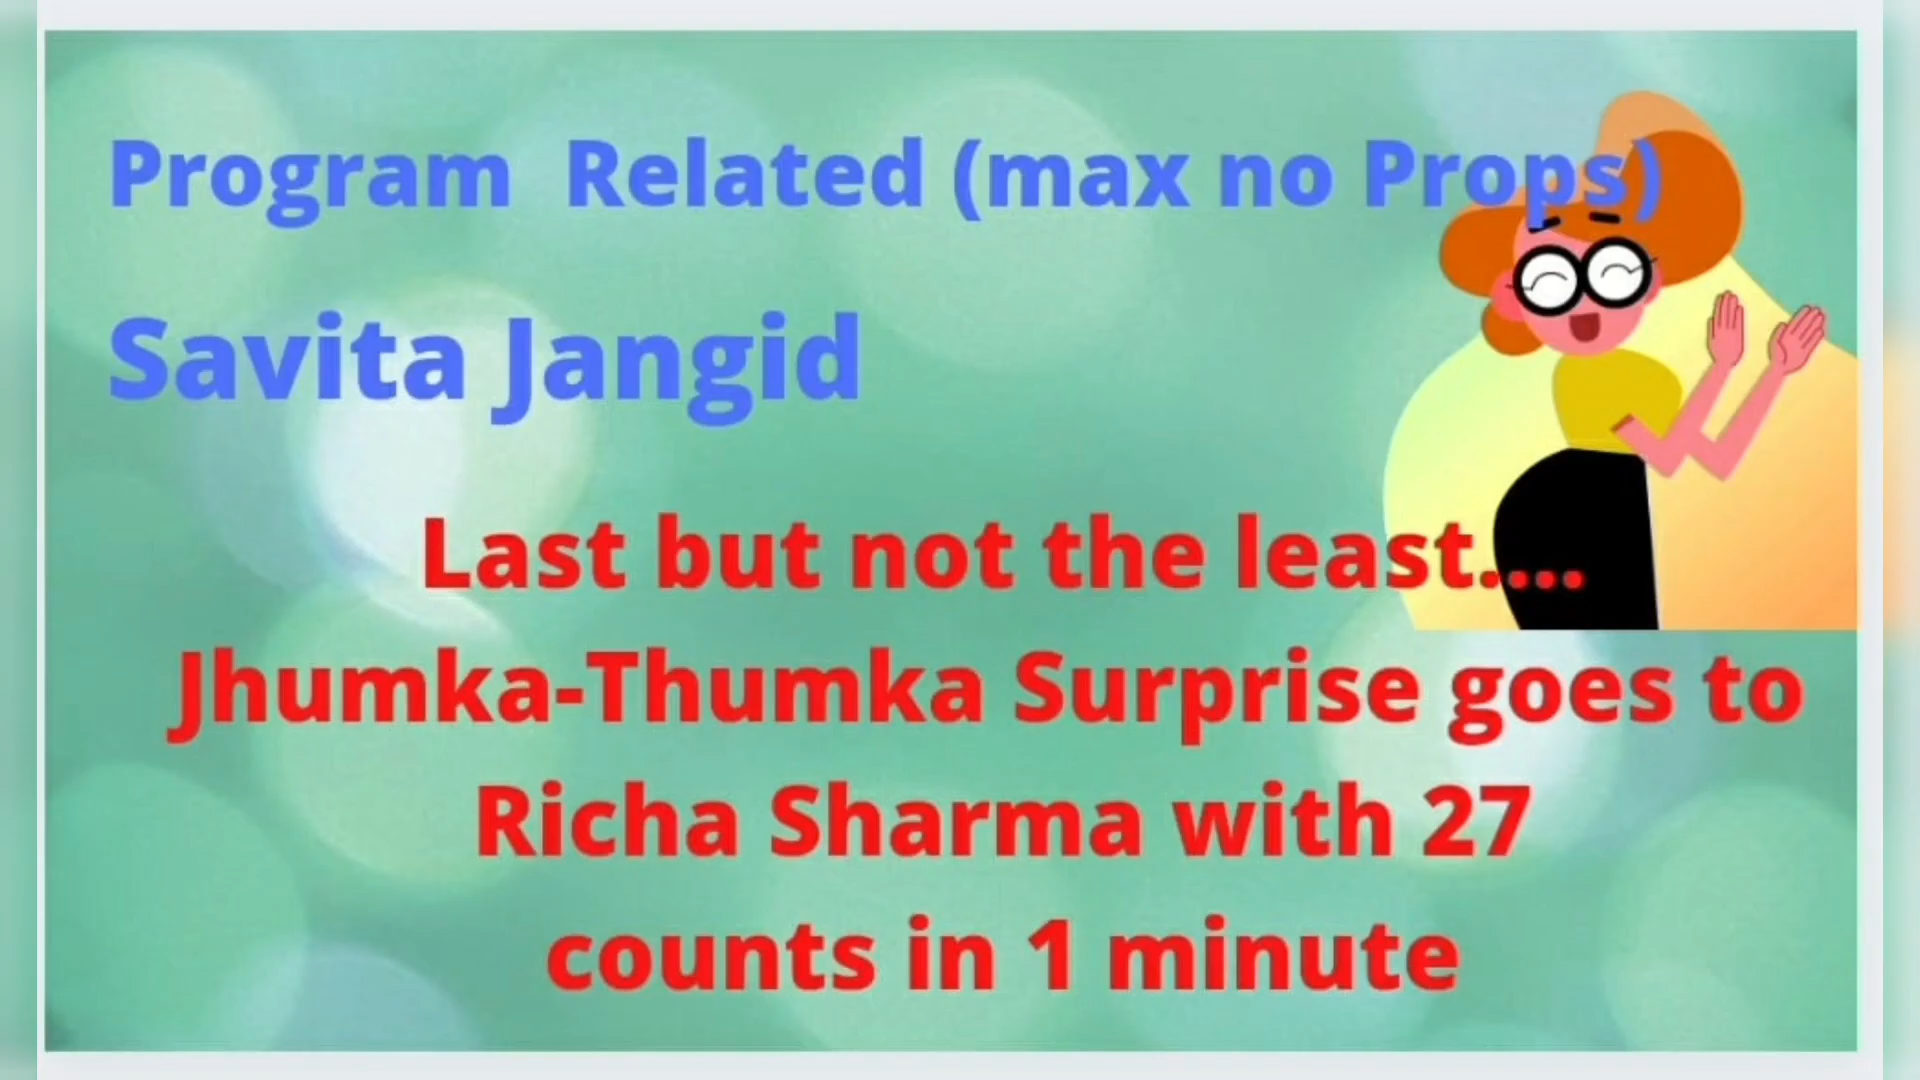 Program  Related (max no Props)
Savita Jangid
Last but not the least....
Jhumka-Thumka Surprise goes to
Richa Sharma with 27
counts in 1 minute